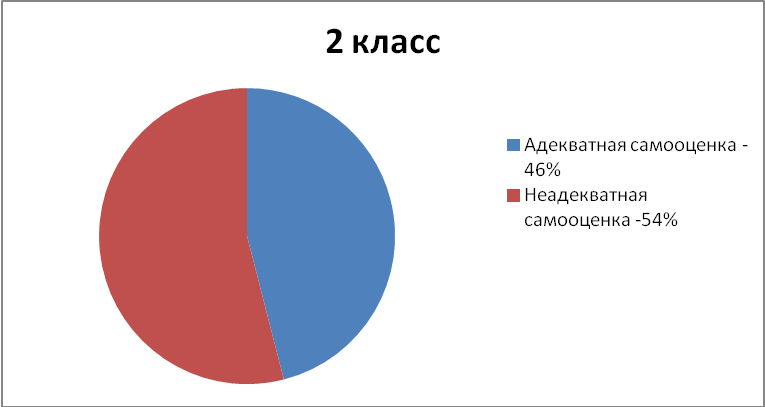 2 класс
Адекватная самооценка -
46%
Неадекватная
самооценка -54%